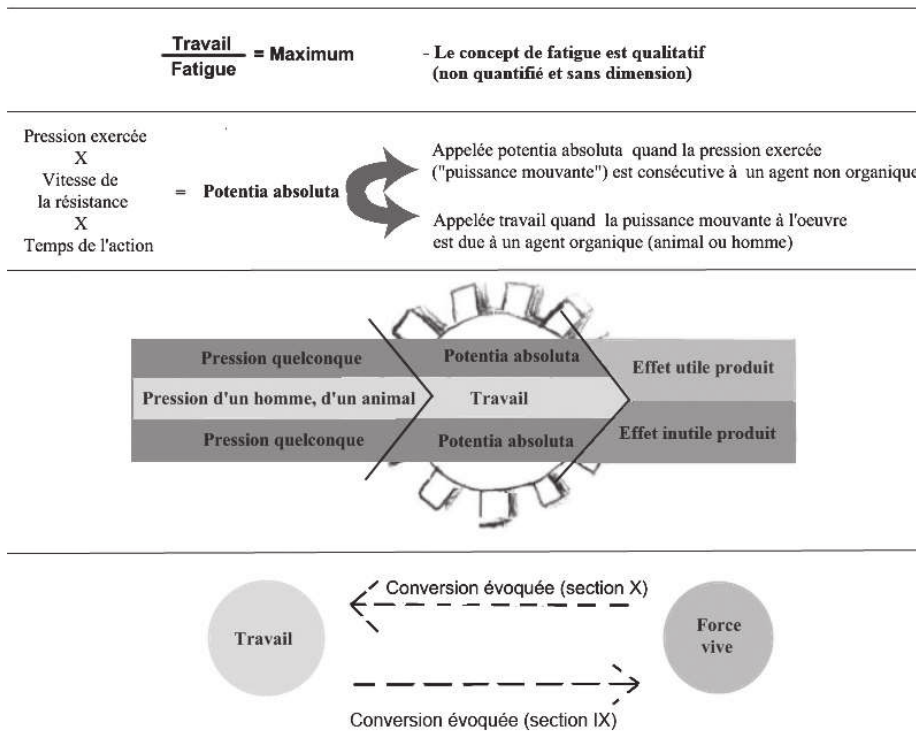 Travail
Fatigue
= Maximum
- Le concept de fatigue est qualitatif
(non quantifié et sans dimension)
Pression exercée
X
Vitesse de
la résistance
X
Temps de l'action
= Potentia absoluta
Appelée potentia absoluta quand la pression exercée
("puissance mouvante") est consécutive à un agent non organique
Appelée travail quand la puissance mouvante à l'oeuvre
est due à un agent organique (animal ou homme)
Pression quelconque
Potentia absoluta
Effet utile produit
Pression d'un homme, d'un animal
Travail
Pression quelconque
Potentia absoluta
Effet inutile produit
Conversion évoquée (section X)
Travail
Force
vive
Conversion évoquée (section IX)